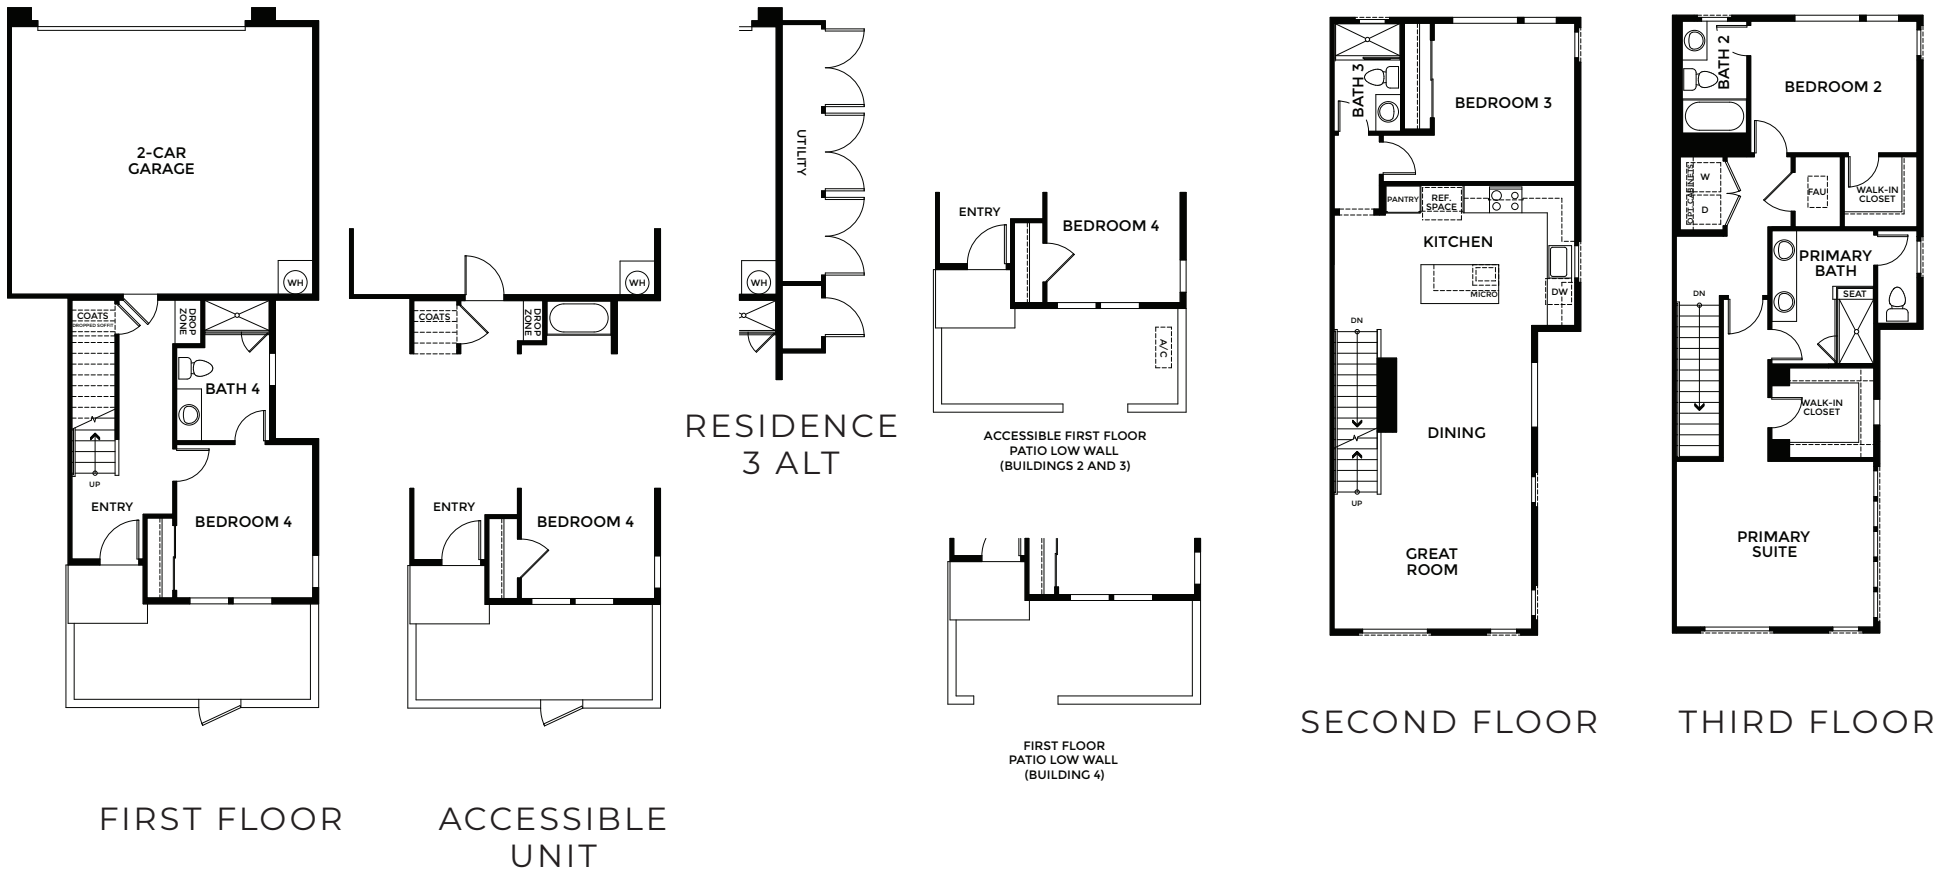 2-CAR
GARAGE
WH
COATS
DROPPED SOFFIT
DROP
ZONE
BATH 4
UP
ENTRY
BEDROOM 4
FIRST FLOOR
WH
COATS
DROP
ZONE
ENTRY
BEDROOM 4
ACCESSIBLE
UNIT
UTILITY
WH
RESIDENCE
3 ALT
ENTRY
BEDROOM 4
A/C
ACCESSIBLE FIRST FLOOR
PATIO LOW WALL
(BUILDINGS 2 AND 3)
FIRST FLOOR
PATIO LOW WALL
(BUILDING 4)
BATH 3
BEDROOM 3
PANTRY
REF.
SPACE
KITCHEN
MICRO
DW
DN
DINING
UP
GREAT
ROOM
SECOND FLOOR
BATH 2
BEDROOM 2
OPT. CABINETS
W
D
FAU
WALK-IN
CLOSET
PRIMARY
BATH
SEAT
DN
WALK-IN
CLOSET
PRIMARY
SUITE
THIRD FLOOR